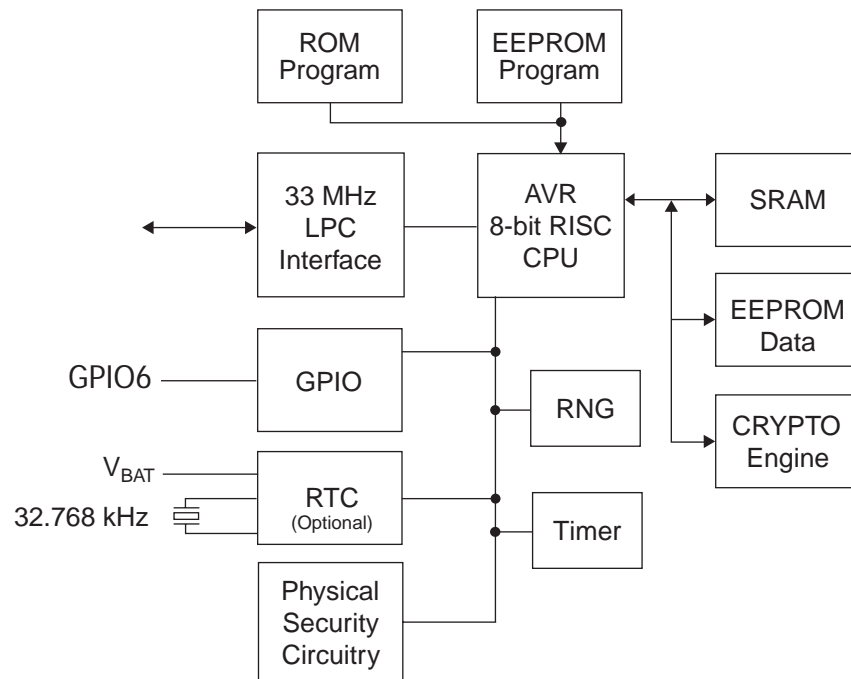 ROM
Program
EEPROM
Program
33 MHz
LPC
Interface
AVR
8-bit RISC
CPU
SRAM
EEPROM
Data
GPIO6
GPIO
RNG
CRYPTO
Engine
VBAT
32.768 kHz
RTC
(Optional)
Timer
Physical
Security
Circuitry